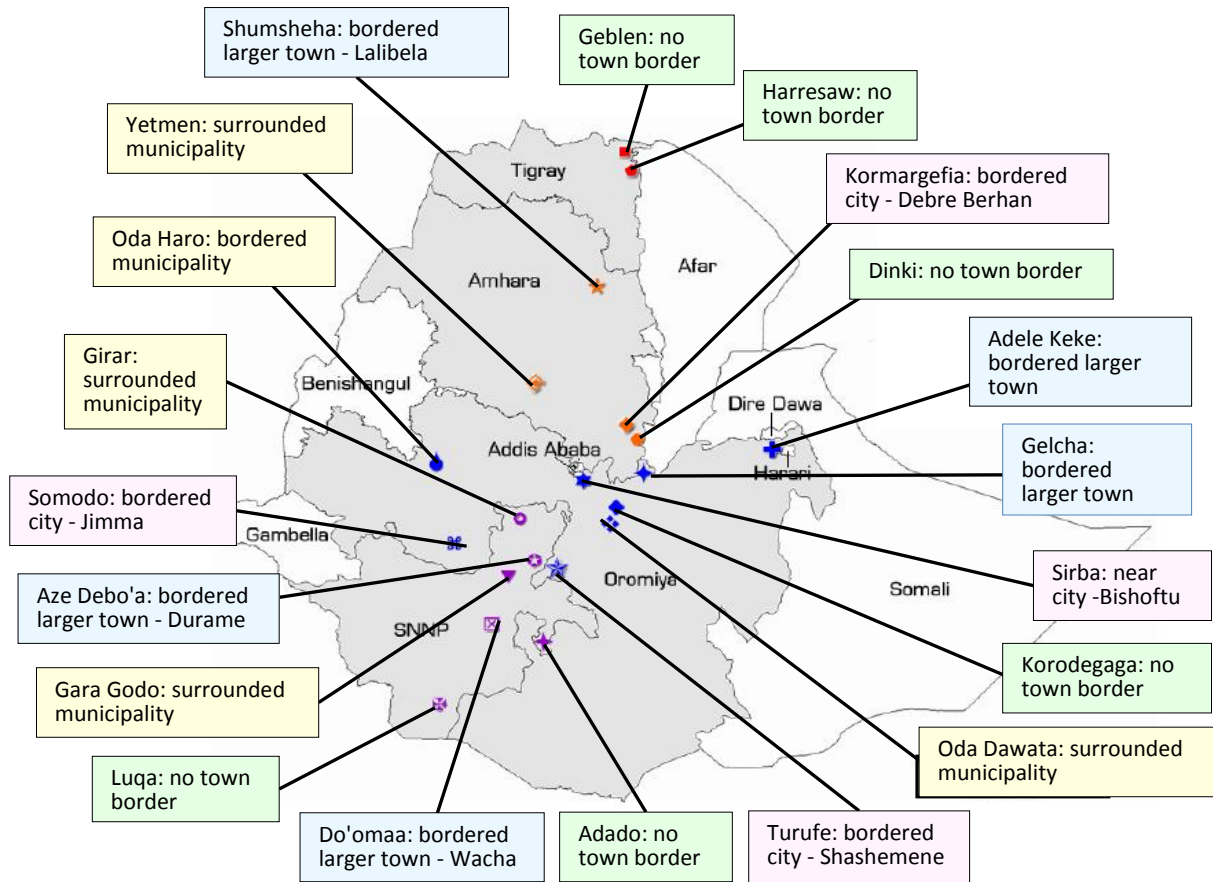 Shumsheha: bordered
larger town - Lalibela
Geblen: no
town border
Harresaw: no
town border
Yetmen: surrounded
municipality
Tigray
Kormargefia: bordered
city - Debre Berhan
Oda Haro: bordered
municipality
Amhara
Afar
Dinki: no town border
Girar:
surrounded
municipality
Adele Keke:
bordered larger
town
Benishangul
Dire Dawa
Addis Ababa
Harari
Gelcha:
bordered
larger town
Somodo: bordered
city - Jimma
Gambella
Aze Debo'a: bordered
larger town - Durame
Oromiya
Somali
Sirba: near
city -Bishoftu
SNNP
Gara Godo: surrounded
municipality
Korodegaga: no
town border
Luqa: no town
border
Oda Dawata: surrounded
municipality
Do'omaa: bordered
larger town - Wacha
Adado: no
town border
Turufe: bordered
city - Shashemene